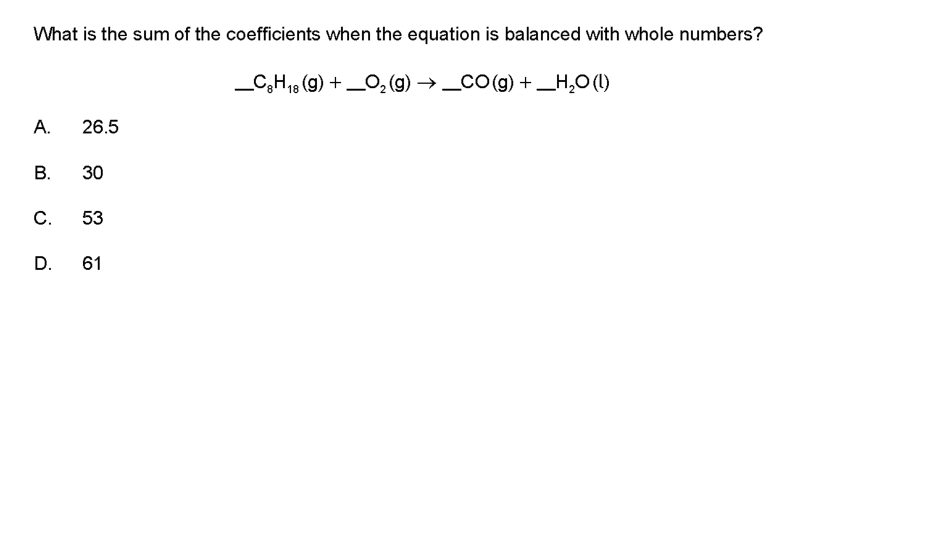 What is the sum of the coefficients when the equation is balanced with whole numbers?
__C₈H₁₈ (g) + __O₂ (g) → __CO (g) + __H₂O (l)
A. 26.5
B. 30
C. 53
D. 61